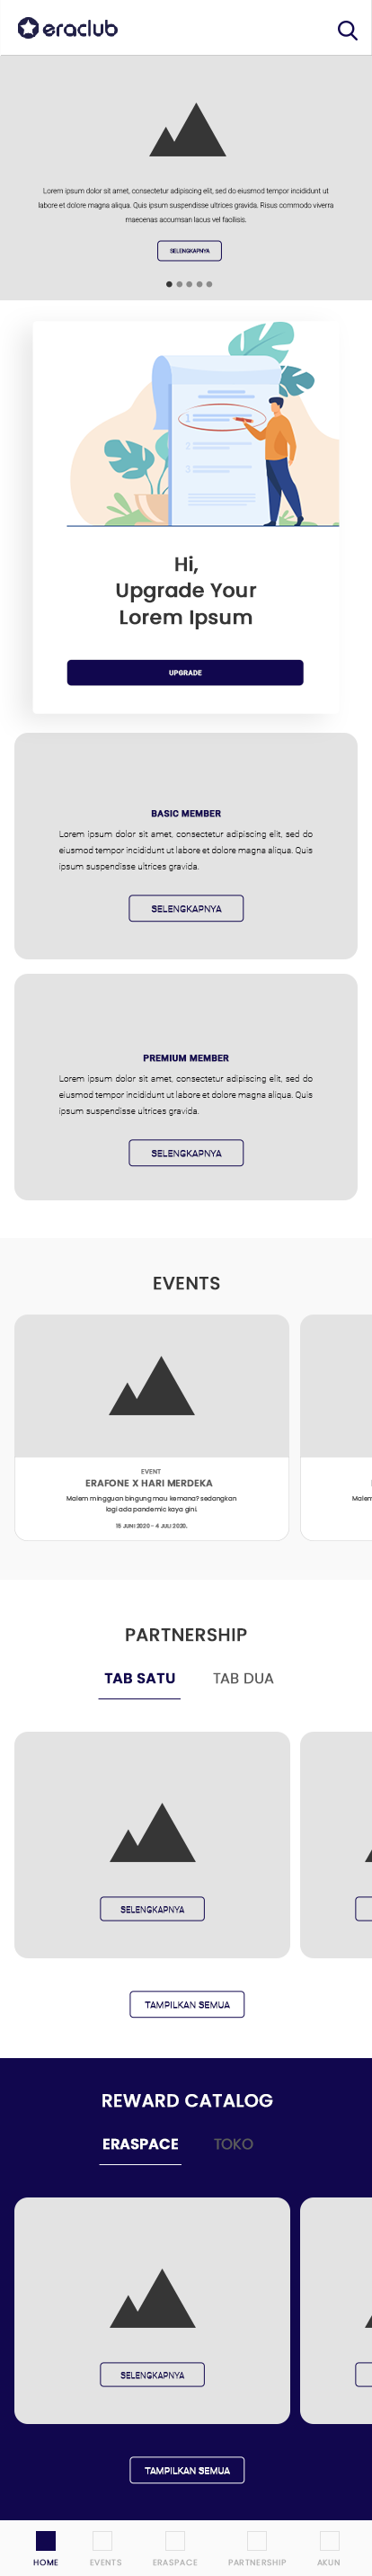 eraclub
Lorem ipsum dolor sit amet, consectetur adipiscing elit, sed do eiusmod tempor incididunt ut
labore et dolore magna aliqua. Quis ipsum suspendisse ultrices gravida. Risus commodo viverra
maecenas accumsan lacus vel facilisis.
SELENGKAPNYA
1
2
3
Hi,
Upgrade Your
Lorem Ipsum
UPGRADE
BASIC MEMBER
Lorem ipsum dolor sit amet, consectetur adipiscing elit, sed do
eiusmod tempor incididunt ut labore et dolore magna aliqua. Quis
ipsum suspendisse ultrices gravida.
SELENGKAPNYA
PREMIUM MEMBER
Lorem ipsum dolor sit amet, consectetur adipiscing elit, sed do
eiusmod tempor incididunt ut labore et dolore magna aliqua. Quis
ipsum suspendisse ultrices gravida.
SELENGKAPNYA
EVENTS
EVENT
ERAFONE X HARI MERDEKA
Malem mingguan bingung mau kemana? sedangkan
lagi ada pandemic kaya gini.
15 JUNI 2020 - 4 JULI 2020.
Malem
PARTNERSHIP
TAB SATU TAB DUA
SELENGKAPNYA
TAMPILKAN SEMUA
REWARD CATALOG
ERASPACE TOKO
SELENGKAPNYA
TAMPILKAN SEMUA
HOME EVENTS ERASPACE PARTNERSHIP AKUN